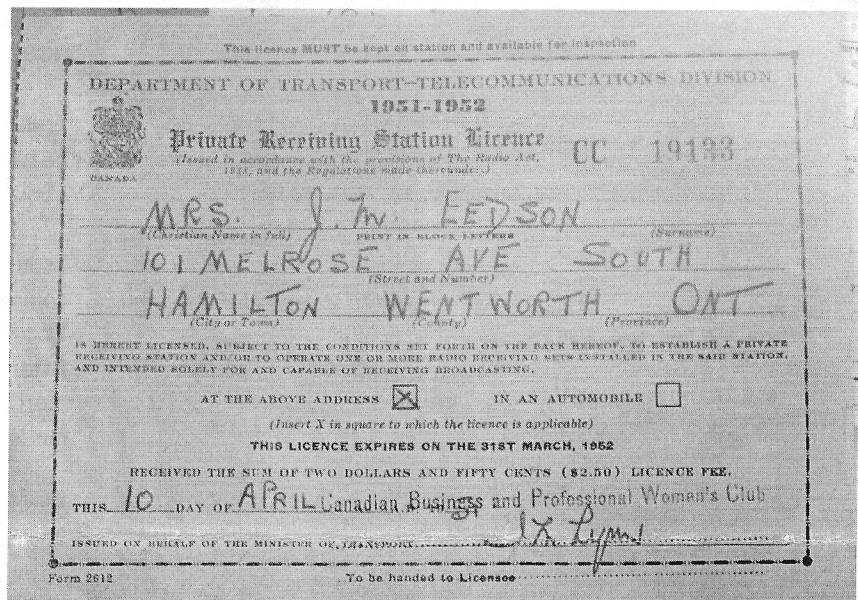 This licence MUST be kept on station and available for inspection
DEPARTMENT OF TRANSPORT—TELECOMMUNICATIONS DIVISION
1951-1952
Private Receiving Station Licence CC 19133
(Issued in accordance with the provisions of The Radio Act,
1938, and the Regulations made thereunder.)
CANADA
MRS. J. M. EEDSON
(Christian Name in full) PRINT IN BLOCK LETTERS (Surname)
101 MELROSE AVE SOUTH
(Street and Number)
HAMILTON WENTWORTH ONT
(City or Town) (County) (Province)
IS HEREBY LICENSED, SUBJECT TO THE CONDITIONS SET FORTH ON THE BACK HEREOF, TO ESTABLISH A PRIVATE
RECEIVING STATION AND/OR TO OPERATE ONE OR MORE RADIO RECEIVING SETS INSTALLED IN THE SAID STATION,
AND INTENDED SOLELY FOR AND CAPABLE OF RECEIVING BROADCASTING.
AT THE ABOVE ADDRESS X IN AN AUTOMOBILE
(Insert X in square to which the licence is applicable)
THIS LICENCE EXPIRES ON THE 31ST MARCH, 1952
RECEIVED THE SUM OF TWO DOLLARS AND FIFTY CENTS ($2.50) LICENCE FEE.
THIS 10 DAY OF APRIL Canadian Business and Professional Women's Club
51
ISSUED ON BEHALF OF THE MINISTER OF TRANSPORT
Form 2612 To be handed to Licensee